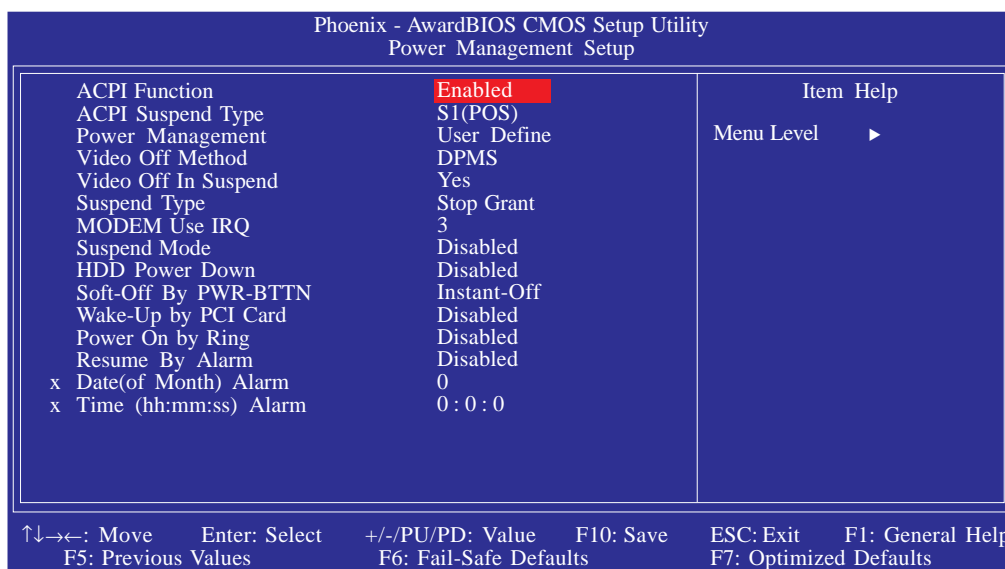 Phoenix - AwardBIOS CMOS Setup Utility
Power Management Setup
ACPI Function Enabled
ACPI Suspend Type S1(POS)
Power Management User Define
Video Off Method DPMS
Video Off In Suspend Yes
Suspend Type Stop Grant
MODEM Use IRQ 3
Suspend Mode Disabled
HDD Power Down Disabled
Soft-Off By PWR-BTTN Instant-Off
Wake-Up by PCI Card Disabled
Power On by Ring Disabled
Resume By Alarm Disabled
x Date(of Month) Alarm 0
x Time (hh:mm:ss) Alarm 0 : 0 : 0
Item Help
Menu Level ►
↑↓→←: Move Enter: Select +/-/PU/PD: Value F10: Save ESC: Exit F1: General Help
F5: Previous Values F6: Fail-Safe Defaults F7: Optimized Defaults